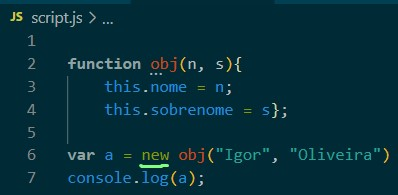 JS script.js > ...
1
2 function obj(n, s){
3     this.nome = n;
4     this.sobrenome = s};
5
6 var a = new obj("Igor", "Oliveira")
7 console.log(a);